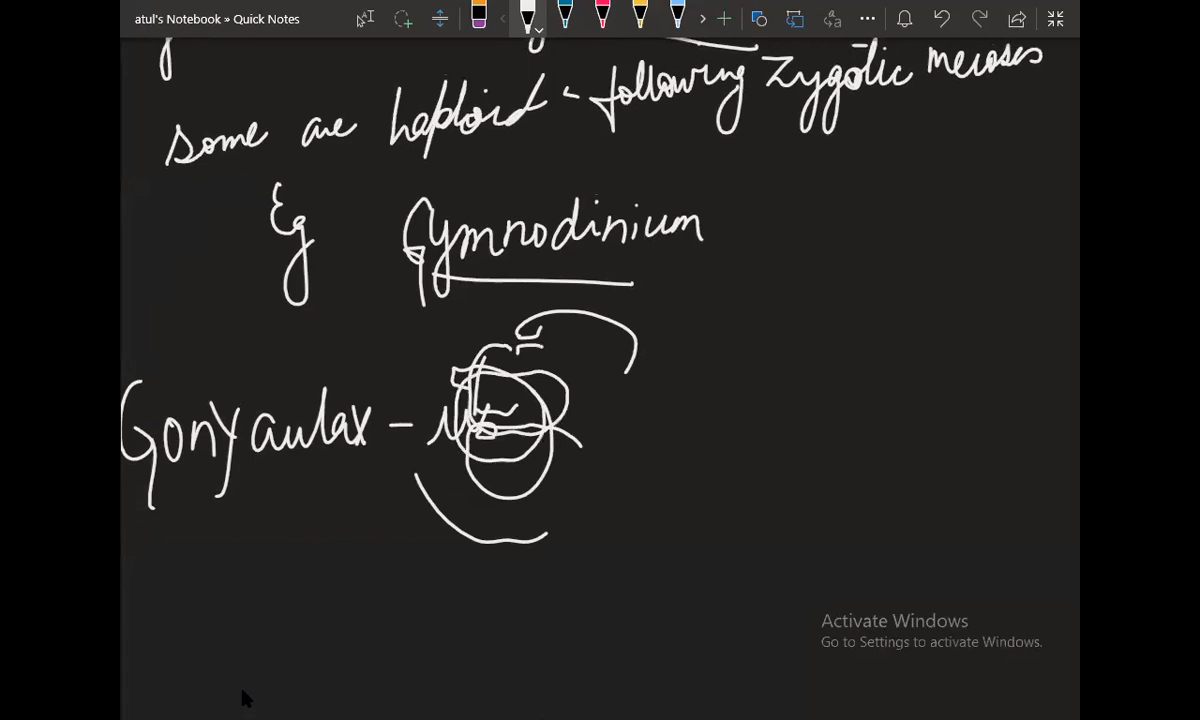 atul's Notebook » Quick Notes
some are haploid - following Zygotic meioses
Eg Gymnodinium
Gonyaulax -
Activate Windows
Go to Settings to activate Windows.